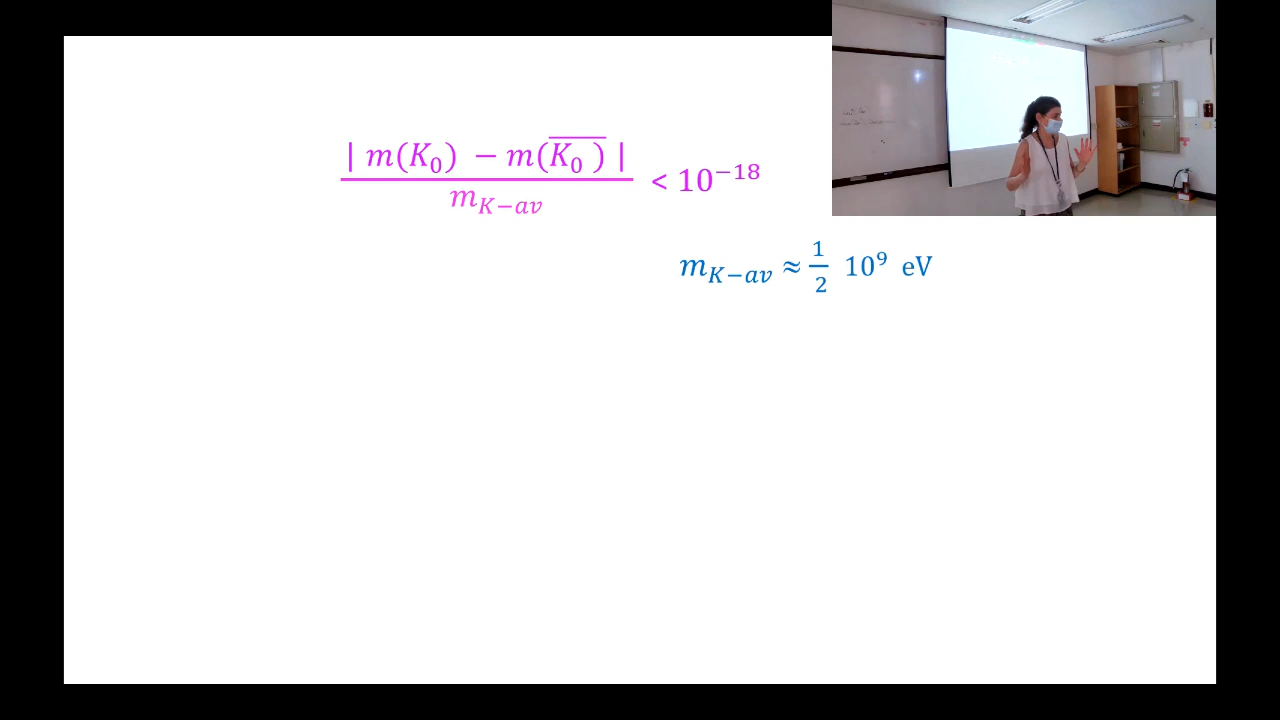 | m(K₀) − m(K̅₀̅ ) |
m_{K−av}
< 10⁻¹⁸
m_{K−av} ≈ 1/2 10⁹ eV